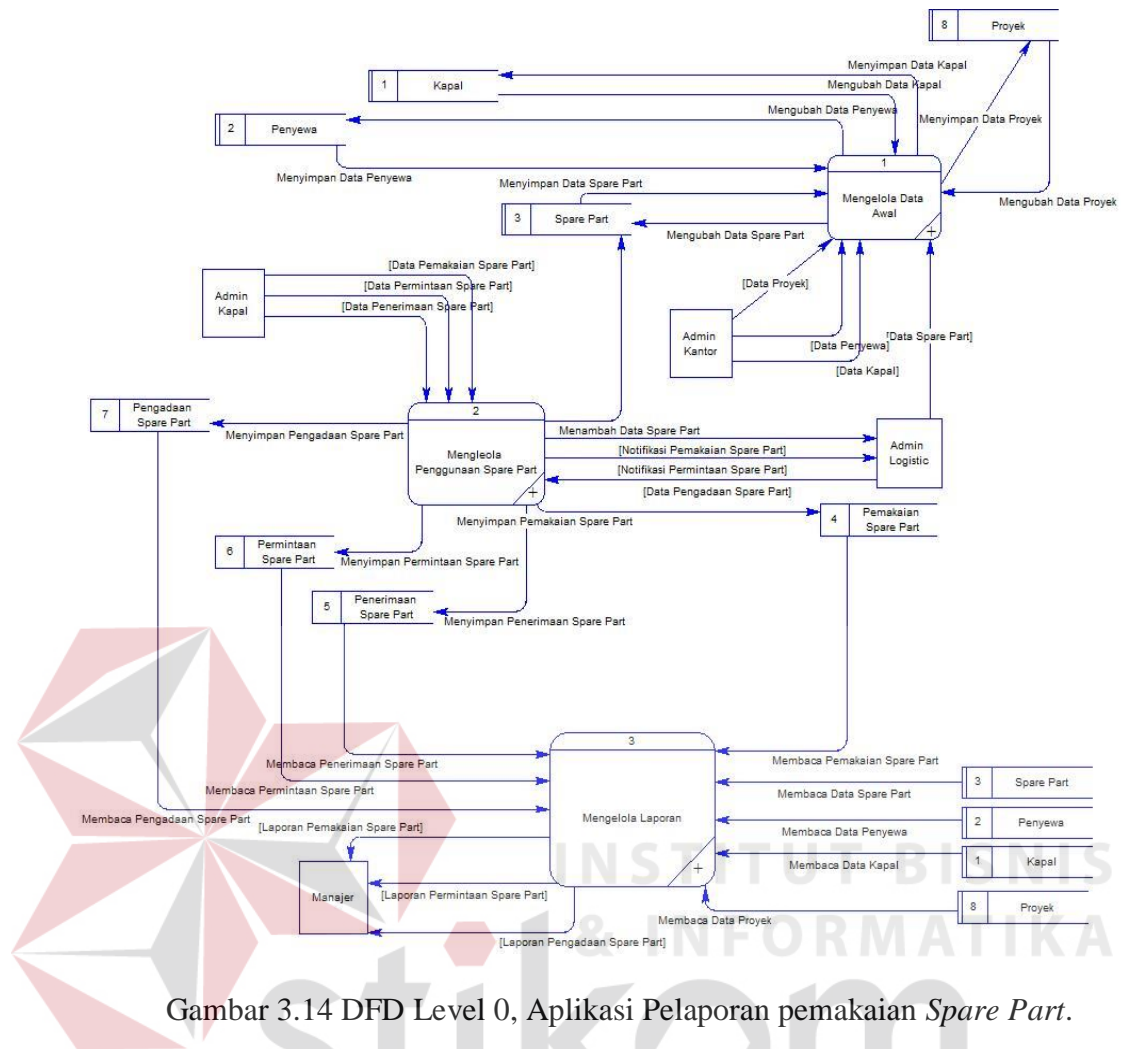 8
Proyek
Menyimpan Data Kapal
1
Kapal
Mengubah Data Kapal
Mengubah Data Penyewa
Menyimpan Data Proyek
2
Penyewa
1
Menyimpan Data Penyewa
Menyimpan Data Spare Part
Mengelola Data
Awal
Mengubah Data Proyek
3
Spare Part
Mengubah Data Spare Part
+
[Data Pemakaian Spare Part]
[Data Permintaan Spare Part]
[Data Penerimaan Spare Part]
Admin
Kapal
[Data Proyek]
Admin
Kantor
[Data Spare Part]
[Data Penyewa]
[Data Kapal]
7
Pengadaan
Spare Part
2
Menyimpan Pengadaan Spare Part
Menambah Data Spare Part
Mengleola
Penggunaan Spare Part
[Notifikasi Pemakaian Spare Part]
[Notifikasi Permintaan Spare Part]
Admin
Logistic
+
[Data Pengadaan Spare Part]
Menyimpan Pemakaian Spare Part
4
Pemakaian
Spare Part
6
Permintaan
Spare Part
Menyimpan Permintaan Spare Part
5
Penerimaan
Spare Part
Menyimpan Penerimaan Spare Part
3
Membaca Penerimaan Spare Part
Membaca Pemakaian Spare Part
Membaca Permintaan Spare Part
Membaca Data Spare Part
3
Spare Part
Membaca Pengadaan Spare Part
Mengelola Laporan
[Laporan Pemakaian Spare Part]
Membaca Data Penyewa
2
Penyewa
Membaca Data Kapal
1
Kapal
+
Manajer
[Laporan Permintaan Spare Part]
Membaca Data Proyek
8
Proyek
[Laporan Pengadaan Spare Part]
INSTITUT BISNIS
& INFORMATIKA
stikom
Gambar 3.14 DFD Level 0, Aplikasi Pelaporan pemakaian Spare Part.